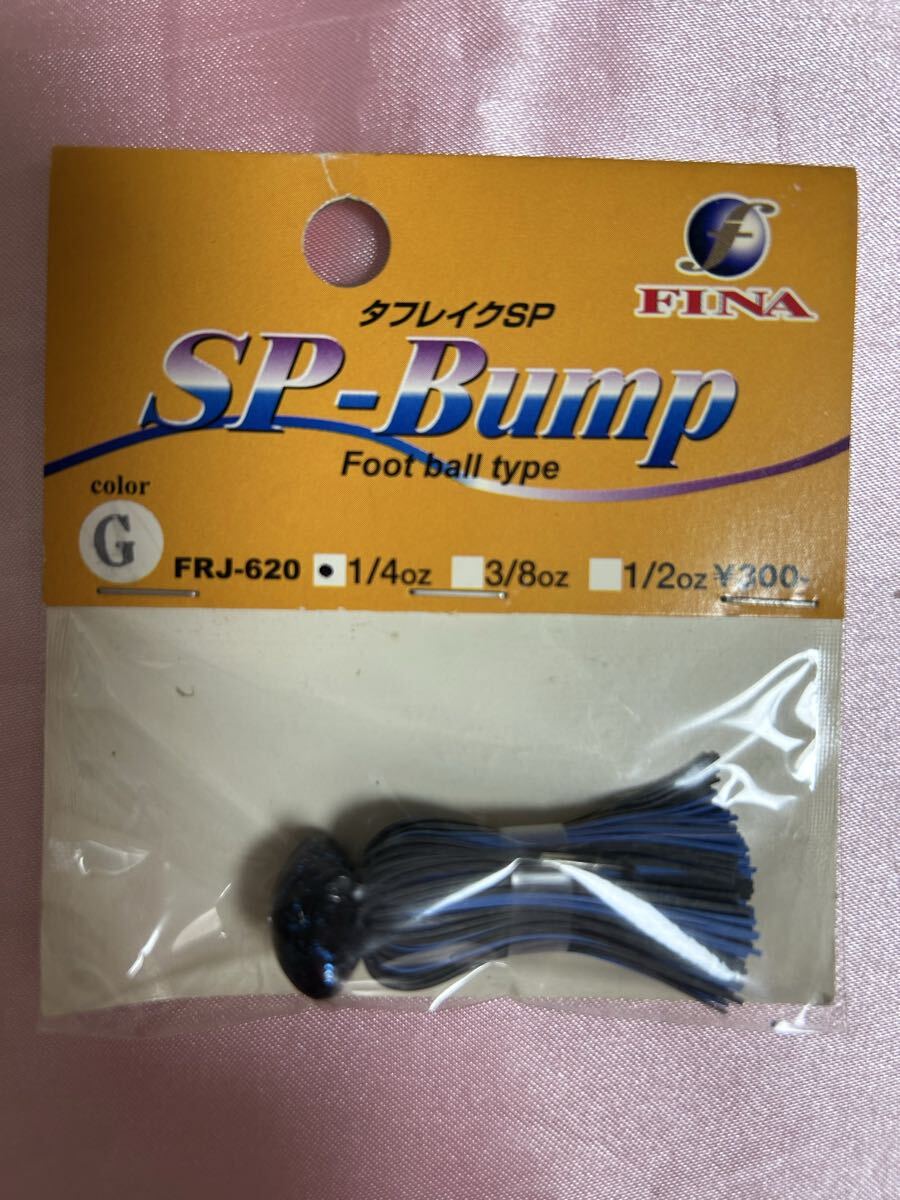 f
FINA
タフレイクSP
SP-Bump
Foot ball type
color
G
FRJ-620 1/4oz 3/8oz 1/2oz ¥300-